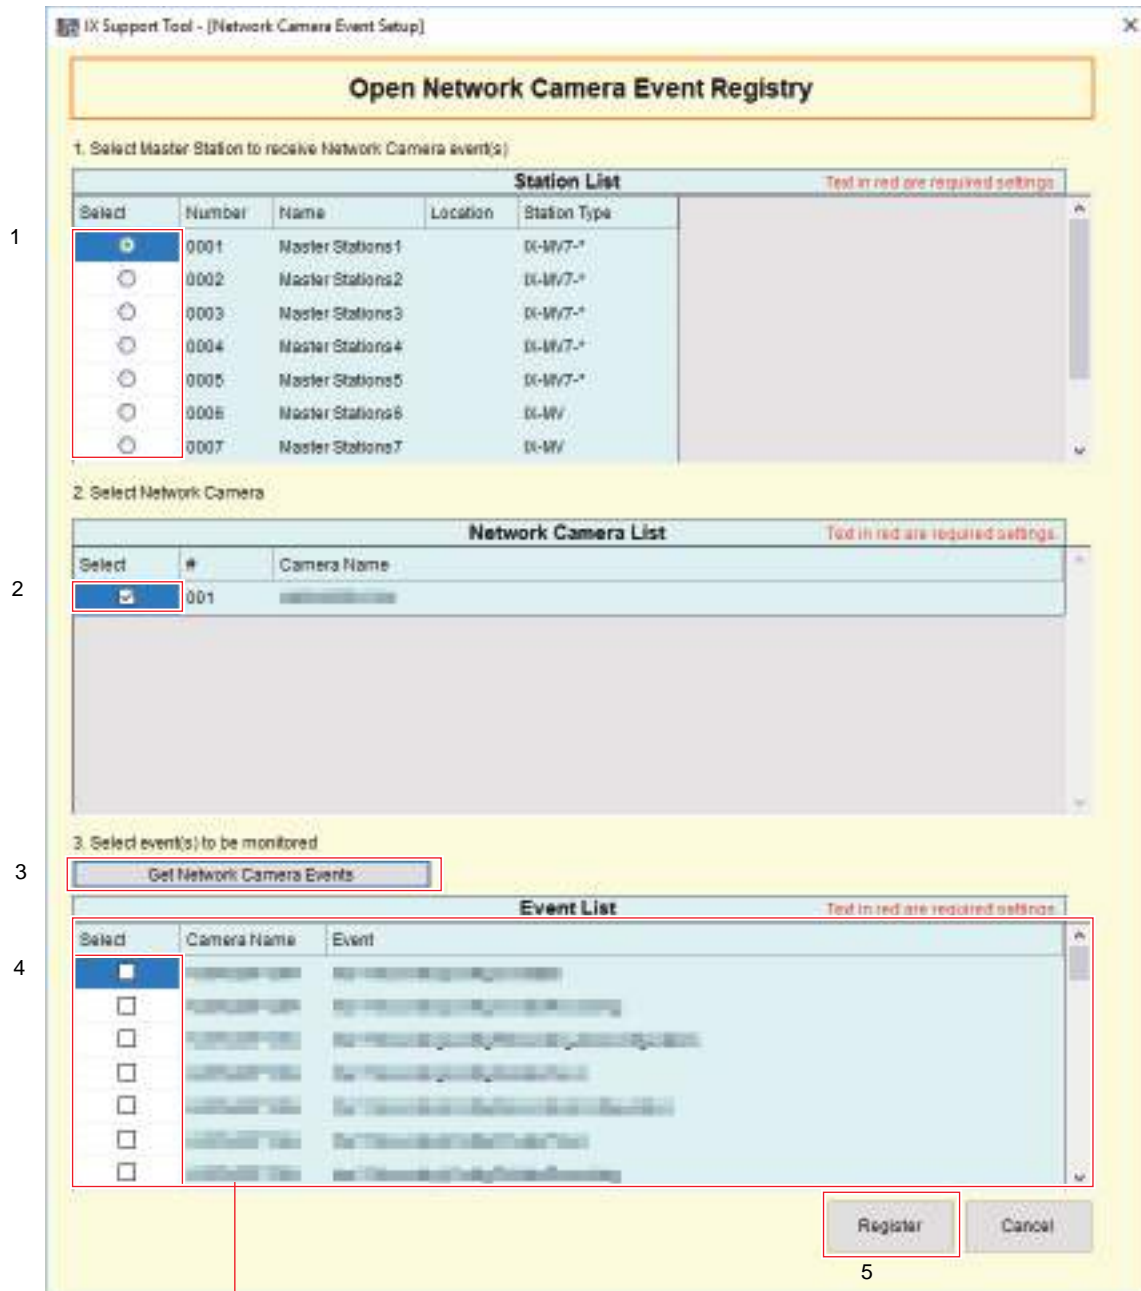 IX Support Tool - [Network Camera Event Setup]
Open Network Camera Event Registry
1. Select Master Station to receive Network Camera event(s)
Station List Text in red are required settings.
Select Number Name Location Station Type
1
0001 Master Stations1 IX-MV7-*
0002 Master Stations2 IX-MV7-*
0003 Master Stations3 IX-MV7-*
0004 Master Stations4 IX-MV7-*
0005 Master Stations5 IX-MV7-*
0006 Master Stations6 IX-MV
0007 Master Stations7 IX-MV
2. Select Network Camera
Network Camera List Text in red are required settings.
Select # Camera Name
2 001
3. Select event(s) to be monitored
3 Get Network Camera Events
Event List Text in red are required settings.
Select Camera Name Event
4
Register Cancel
5